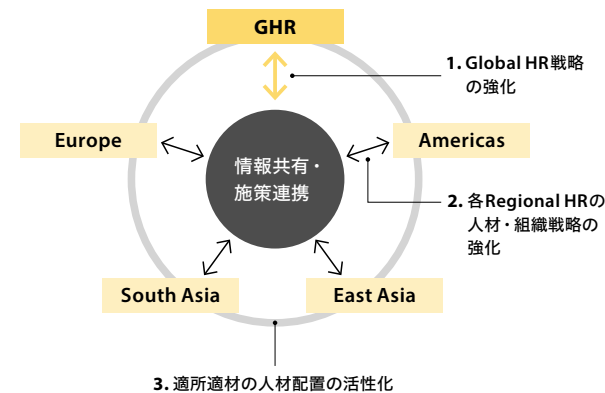 GHR
1. Global HR戦略
の強化
Europe
Americas
情報共有・
施策連携
2. 各Regional HRの
人材・組織戦略の
強化
South Asia
East Asia
3. 適所適材の人材配置の活性化